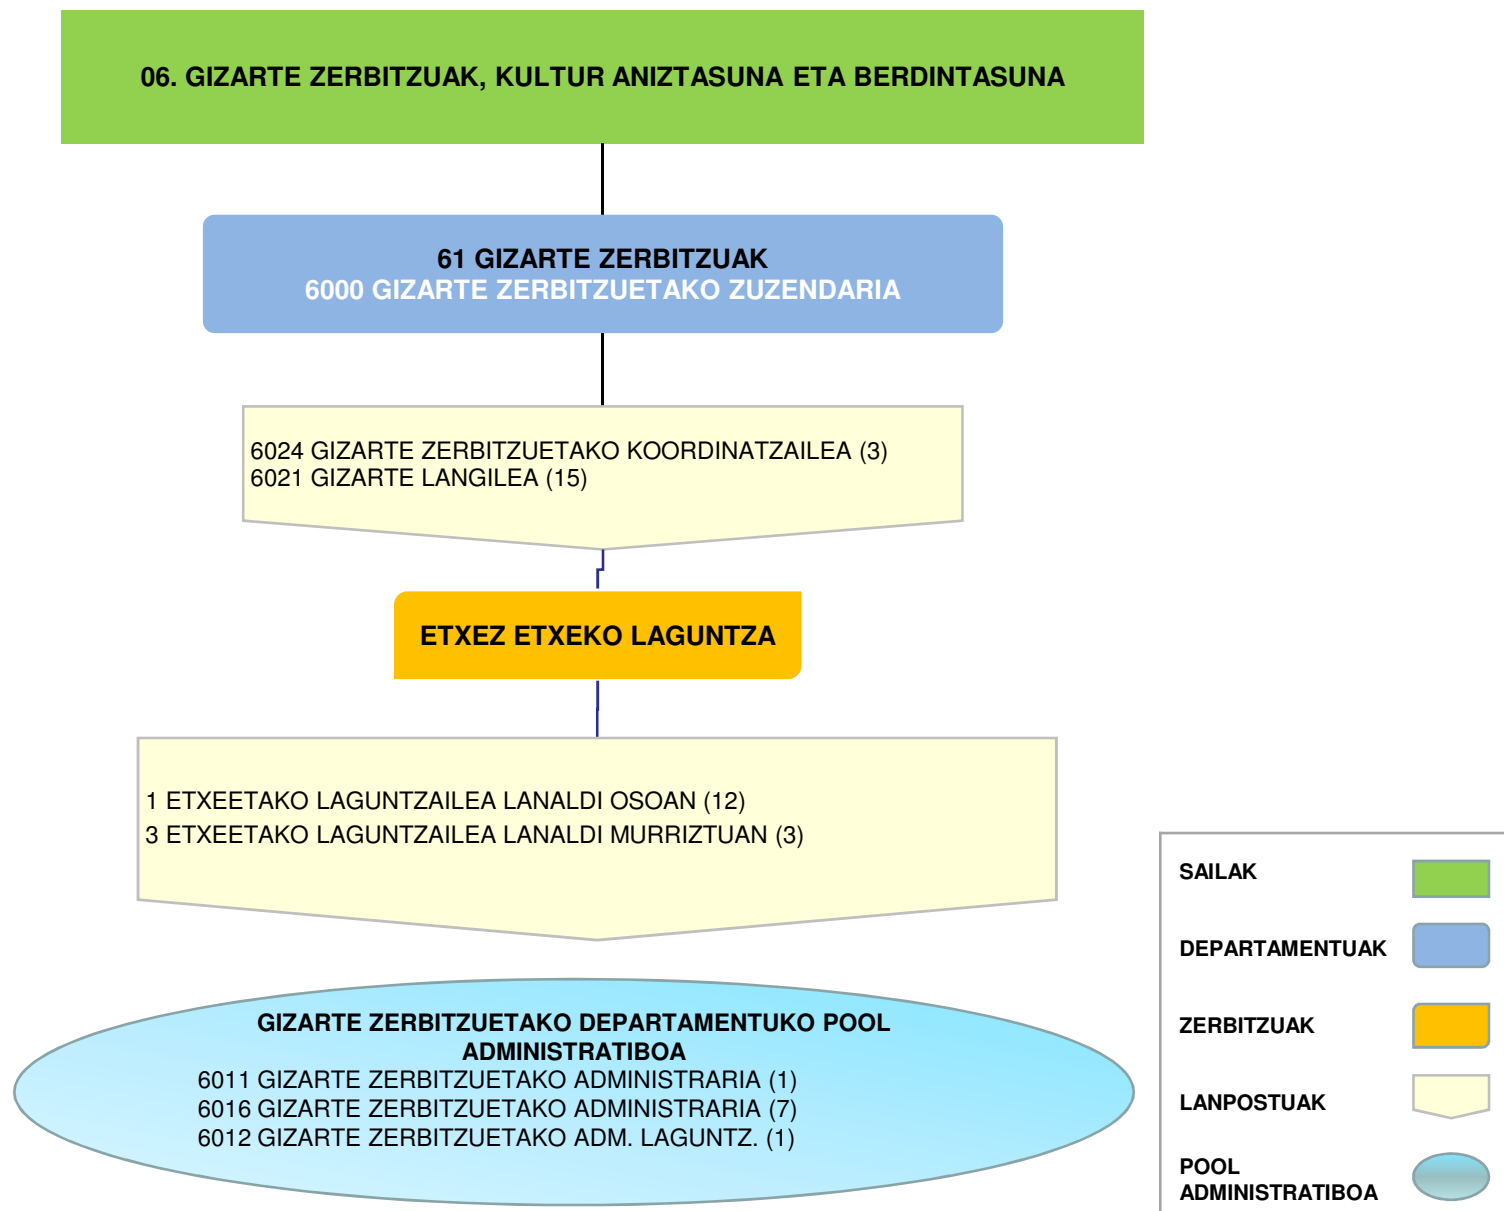 06. GIZARTE ZERBITZUAK, KULTUR ANIZTASUNA ETA BERDINTASUNA
61 GIZARTE ZERBITZUAK
6000 GIZARTE ZERBITZUETAKO ZUZENDARIA
6024 GIZARTE ZERBITZUETAKO KOORDINATZAILEA (3)
6021 GIZARTE LANGILEA (15)
ETXEZ ETXEKO LAGUNTZA
1 ETXEETAKO LAGUNTZAILEA LANALDI OSOAN (12)
3 ETXEETAKO LAGUNTZAILEA LANALDI MURRIZTUAN (3)
GIZARTE ZERBITZUETAKO DEPARTAMENTUKO POOL
ADMINISTRATIBOA
6011 GIZARTE ZERBITZUETAKO ADMINISTRARIA (1)
6016 GIZARTE ZERBITZUETAKO ADMINISTRARIA (7)
6012 GIZARTE ZERBITZUETAKO ADM. LAGUNTZ. (1)
SAILAK
DEPARTAMENTUAK
ZERBITZUAK
LANPOSTUAK
POOL
ADMINISTRATIBOA